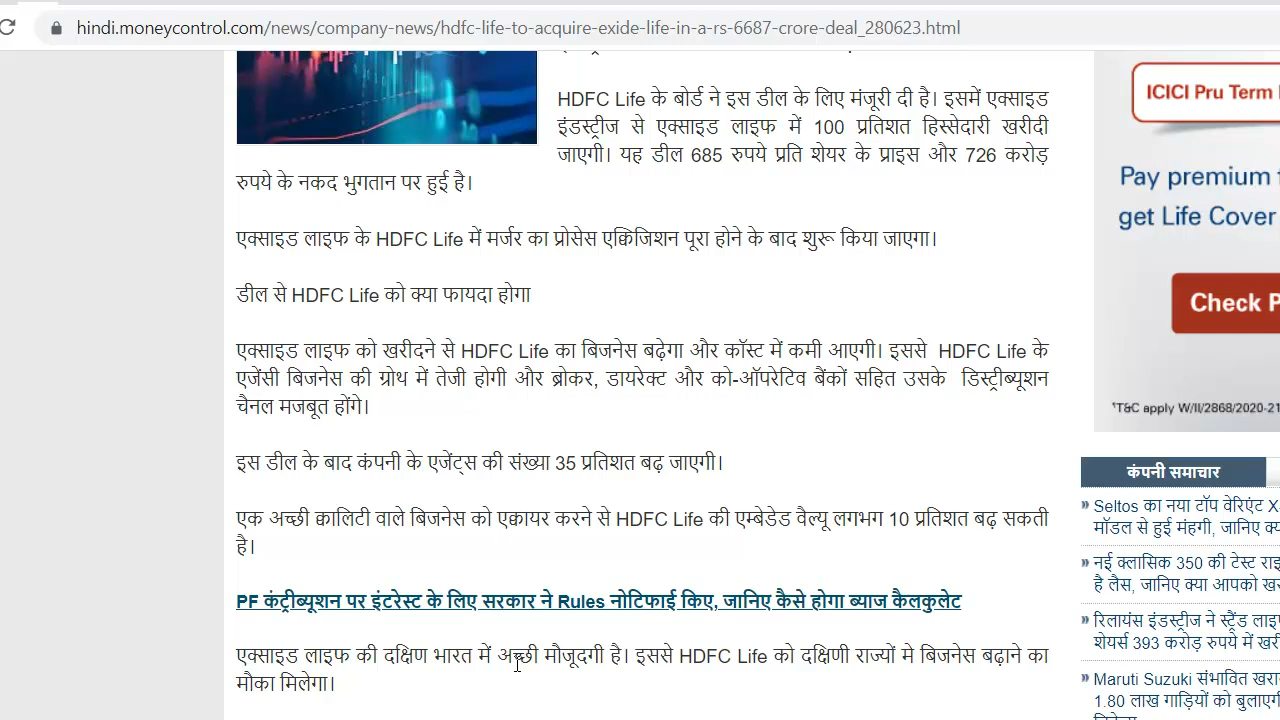 hindi.moneycontrol.com/news/company-news/hdfc-life-to-acquire-exide-life-in-a-rs-6687-crore-deal_280623.html
HDFC Life के बोर्ड ने इस डील के लिए मंजूरी दी है। इसमें एक्साइड
इंडस्ट्रीज से एक्साइड लाइफ में 100 प्रतिशत हिस्सेदारी खरीदी
जाएगी। यह डील 685 रुपये प्रति शेयर के प्राइस और 726 करोड़
रुपये के नकद भुगतान पर हुई है।
एक्साइड लाइफ के HDFC Life में मर्जर का प्रोसेस एक्विजिशन पूरा होने के बाद शुरू किया जाएगा।
डील से HDFC Life को क्या फायदा होगा
एक्साइड लाइफ को खरीदने से HDFC Life का बिजनेस बढ़ेगा और कॉस्ट में कमी आएगी। इससे HDFC Life के
एजेंसी बिजनेस की ग्रोथ में तेजी होगी और ब्रोकर, डायरेक्ट और को-ऑपरेटिव बैंकों सहित उसके डिस्ट्रीब्यूशन
चैनल मजबूत होंगे।
इस डील के बाद कंपनी के एजेंट्स की संख्या 35 प्रतिशत बढ़ जाएगी।
एक अच्छी क्वालिटी वाले बिजनेस को एक्वायर करने से HDFC Life की एम्बेडेड वैल्यू लगभग 10 प्रतिशत बढ़ सकती
है।
PF कंट्रीब्यूशन पर इंटरेस्ट के लिए सरकार ने Rules नोटिफाई किए, जानिए कैसे होगा ब्याज कैलकुलेट
एक्साइड लाइफ की दक्षिण भारत में अच्छी मौजूदगी है। इससे HDFC Life को दक्षिणी राज्यों मे बिजनेस बढ़ाने का
मौका मिलेगा।
ICICI Pru Term
Pay premium
get Life Cover
Check P
*T&C apply W/II/2868/2020-21
कंपनी समाचार
Seltos का नया टॉप वेरिएंट X
मॉडल से हुई मंहगी, जानिए
नई क्लासिक 350 की टेस्ट
है लैस, जानिए क्या आपको
रिलायंस इंडस्ट्रीज ने स्ट्रैंड
शेयर्स 393 करोड़ रुपये में
Maruti Suzuki संभावित
1.80 लाख गाड़ियों को